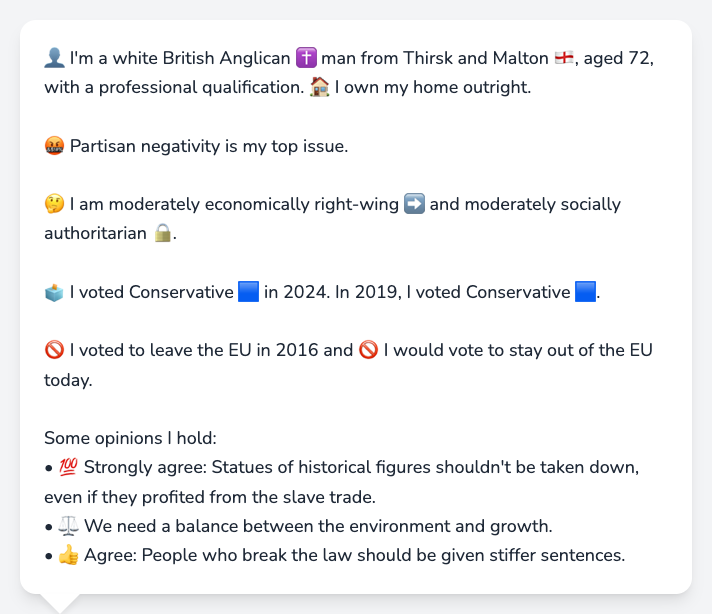 👤 I'm a white British Anglican ✝️ man from Thirsk and Malton 🏴󠁧󠁢󠁥󠁮󠁧󠁿, aged 72,
with a professional qualification. 🏠 I own my home outright.
🤬 Partisan negativity is my top issue.
🤔 I am moderately economically right-wing ➡️ and moderately socially
authoritarian 🔒.
🗳️ I voted Conservative 🟦 in 2024. In 2019, I voted Conservative 🟦.
🚫 I voted to leave the EU in 2016 and 🚫 I would vote to stay out of the EU
today.
Some opinions I hold:
• 💯 Strongly agree: Statues of historical figures shouldn't be taken down,
even if they profited from the slave trade.
• ⚖️ We need a balance between the environment and growth.
• 👍 Agree: People who break the law should be given stiffer sentences.